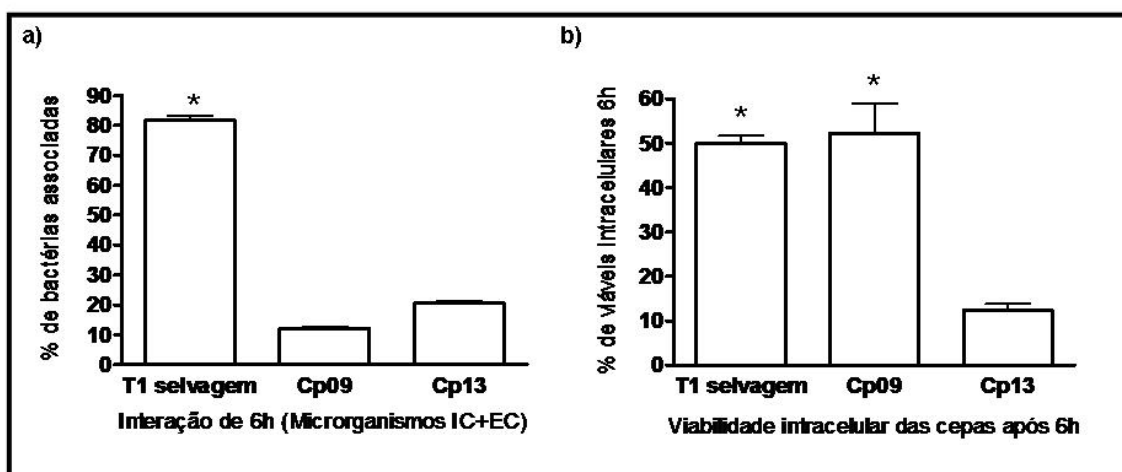 a)
% de bactérias associadas
90
80
70
60
50
40
30
20
10
0
*
T1 selvagem Cp09 Cp13
Interação de 6h (Microrganismos IC+EC)
b)
% de viáveis intracelulares 6h
60
50
40
30
20
10
0
* *
T1 selvagem Cp09 Cp13
Viabilidade intracelular das cepas após 6h